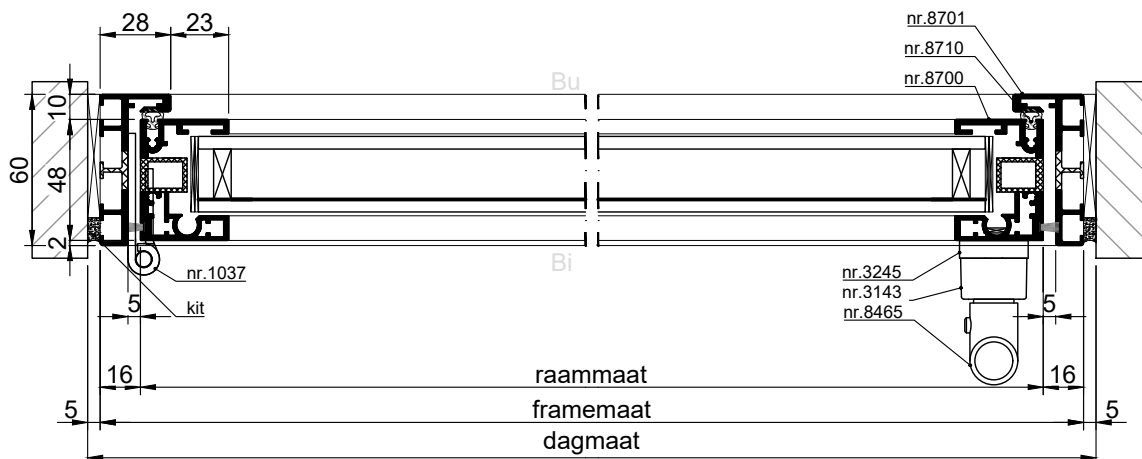 28 23
nr.8701
nr.8710
nr.8700
Bu
10
60
48
2
Bi
nr.1037
kit
nr.3245
nr.3143
nr.8465
5
5
16 raammaat 16
5 framemaat 5
dagmaat